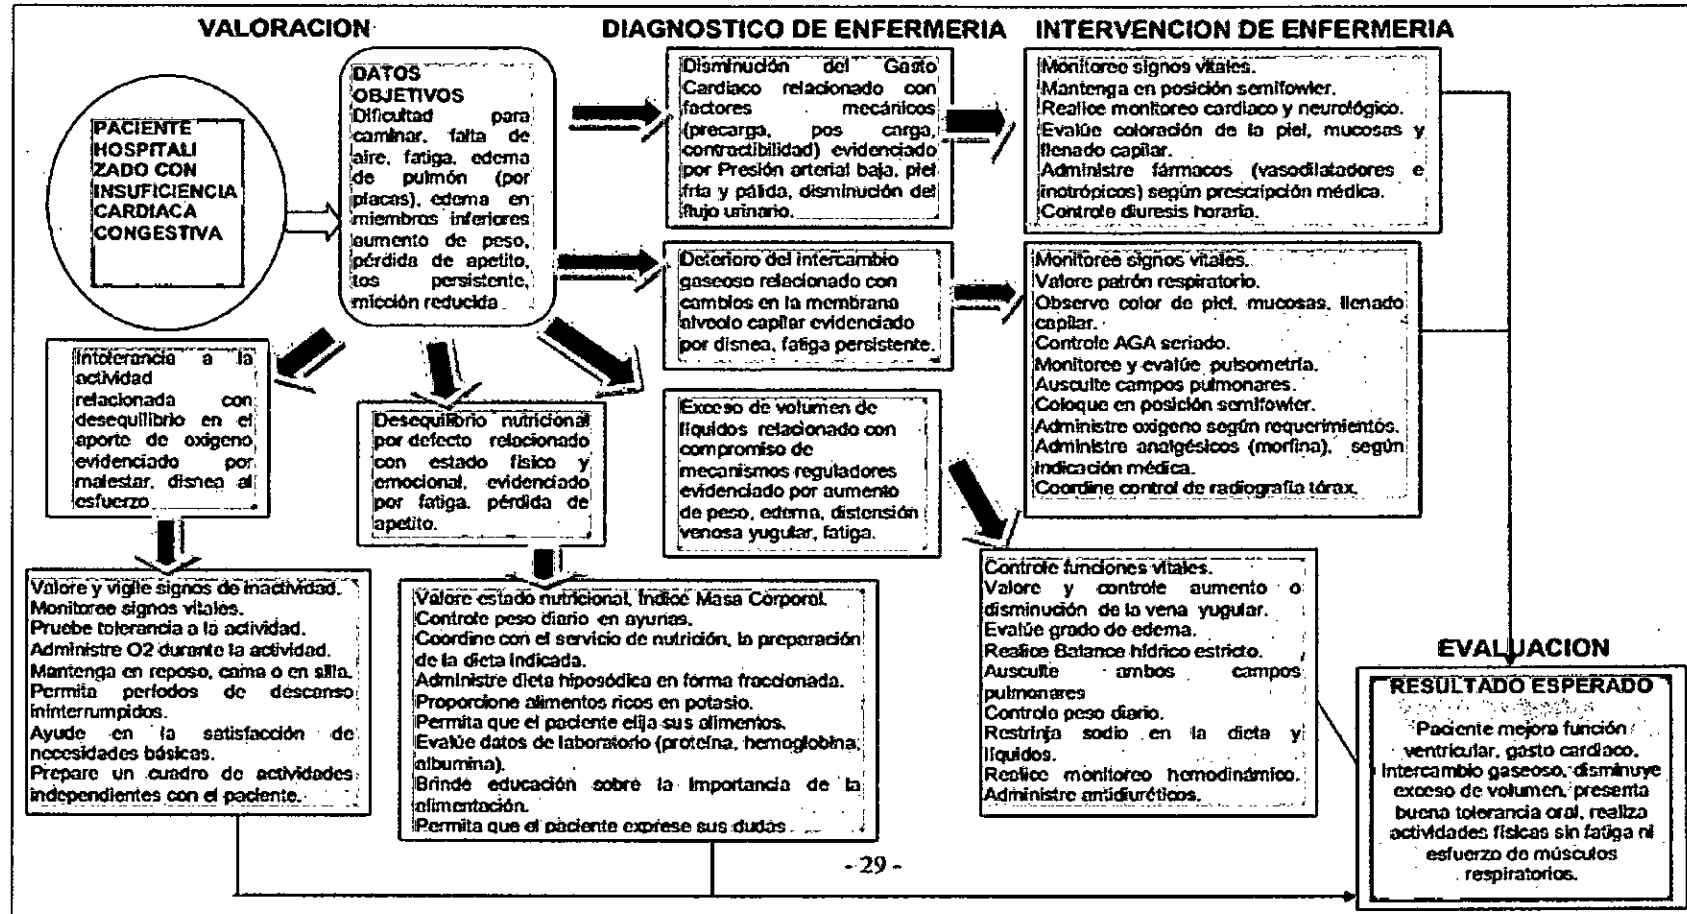 VALORACION
DIAGNOSTICO DE ENFERMERIA
INTERVENCION DE ENFERMERIA
PACIENTE
HOSPITALI
ZADO CON
INSUFICIENCIA
CARDIACA
CONGESTIVA
DATOS
OBJETIVOS
Dificultad para
caminar, falta de
aire, fatiga, edema
de pulmón (por
placas), edema en
miembros inferiores
aumento de peso,
pérdida de apetito,
tos persistente,
micción reducida
Disminución del Gasto
Cardiaco relacionado con
factores mecánicos
(precarga, pos carga,
contractibilidad) evidenciado
por Presión arterial baja, piel
fría y pálida, disminución del
flujo urinario.
Monitoree signos vitales.
Mantenga en posición semifowler.
Realice monitoreo cardiaco y neurológico.
Evalúe coloración de la piel, mucosas y
llenado capilar.
Administre fármacos (vasodilatadores e
inotrópicos) según prescripción médica.
Controle diuresis horaria.
Deterioro del intercambio
gaseoso relacionado con
cambios en la membrana
alveolo capilar evidenciado
por disnea, fatiga persistente.
Monitoree signos vitales.
Valore patrón respiratorio.
Observe color de piel, mucosas, llenado
capilar.
Controle AGA seriado.
Monitoree y evalúe pulsometría.
Ausculte campos pulmonares.
Coloque en posición semifowler.
Administre oxigeno según requerimientos.
Administre analgésicos (morfina), según
indicación médica.
Coordine control de radiografía tórax.
Intolerancia a la
actividad
relacionada con
desequilibrio en el
aporte de oxigeno
evidenciado por
malestar, disnea al
esfuerzo
Desequilibrio nutricional
por defecto relacionado
con estado físico y
emocional, evidenciado
por fatiga, pérdida de
apetito.
Exceso de volumen de
líquidos relacionado con
compromiso de
mecanismos reguladores
evidenciado por aumento
de peso, edema, distensión
venosa yugular, fatiga.
Valore y vigile signos de inactividad.
Monitoree signos vitales.
Pruebe tolerancia a la actividad.
Administre O2 durante la actividad.
Mantenga en reposo, cama o en silla.
Permita períodos de descanso
ininterrumpidos.
Ayude en la satisfacción de
necesidades básicas.
Prepare un cuadro de actividades
independientes con el paciente.
Valore estado nutricional, Índice Masa Corporal.
Controle peso diario en ayunas.
Coordine con el servicio de nutrición, la preparación
de la dieta indicada.
Administre dieta hiposódica en forma fraccionada.
Proporcione alimentos ricos en potasio.
Permita que el paciente elija sus alimentos.
Evalúe datos de laboratorio (proteína, hemoglobina,
albumina).
Brinde educación sobre la importancia de la
alimentación.
Permita que el paciente exprese sus dudas
Controle funciones vitales.
Valore y controle aumento o
disminución de la vena yugular.
Evalúe grado de edema.
Realice Balance hídrico estricto.
Ausculte ambos campos
pulmonares
Controle peso diario.
Restrinja sodio en la dieta y
líquidos.
Realice monitoreo hemodinámico.
Administre antidiuréticos.
EVALUACION
RESULTADO ESPERADO
Paciente mejora función
ventricular, gasto cardiaco.
Intercambio gaseoso, disminuye
exceso de volumen, presenta
buena tolerancia oral, realiza
actividades físicas sin fatiga ni
esfuerzo de músculos
respiratorios.
- 29 -